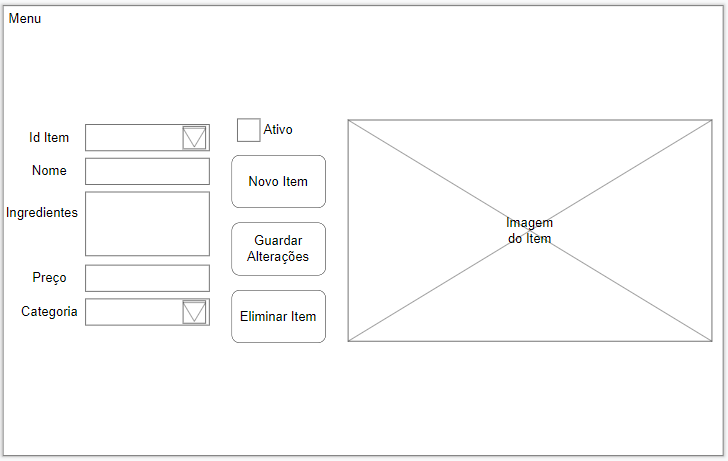 Menu
Id Item
Ativo
Nome
Novo Item
Ingredientes
Guardar
Alterações
Preço
Categoria
Eliminar Item
Imagem
do Item